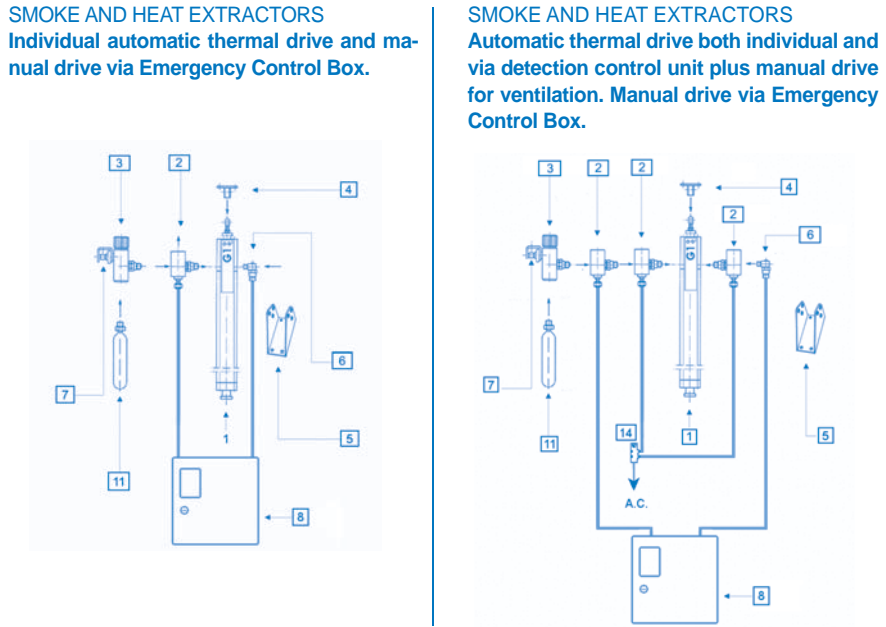 SMOKE AND HEAT EXTRACTORS
Individual automatic thermal drive and ma-
nual drive via Emergency Control Box.
3
2
4
G1
6
7
5
1
11
8
SMOKE AND HEAT EXTRACTORS
Automatic thermal drive both individual and
via detection control unit plus manual drive
for ventilation. Manual drive via Emergency
Control Box.
3
2
2
4
2
6
G1
7
11
14
1
5
A.C.
8